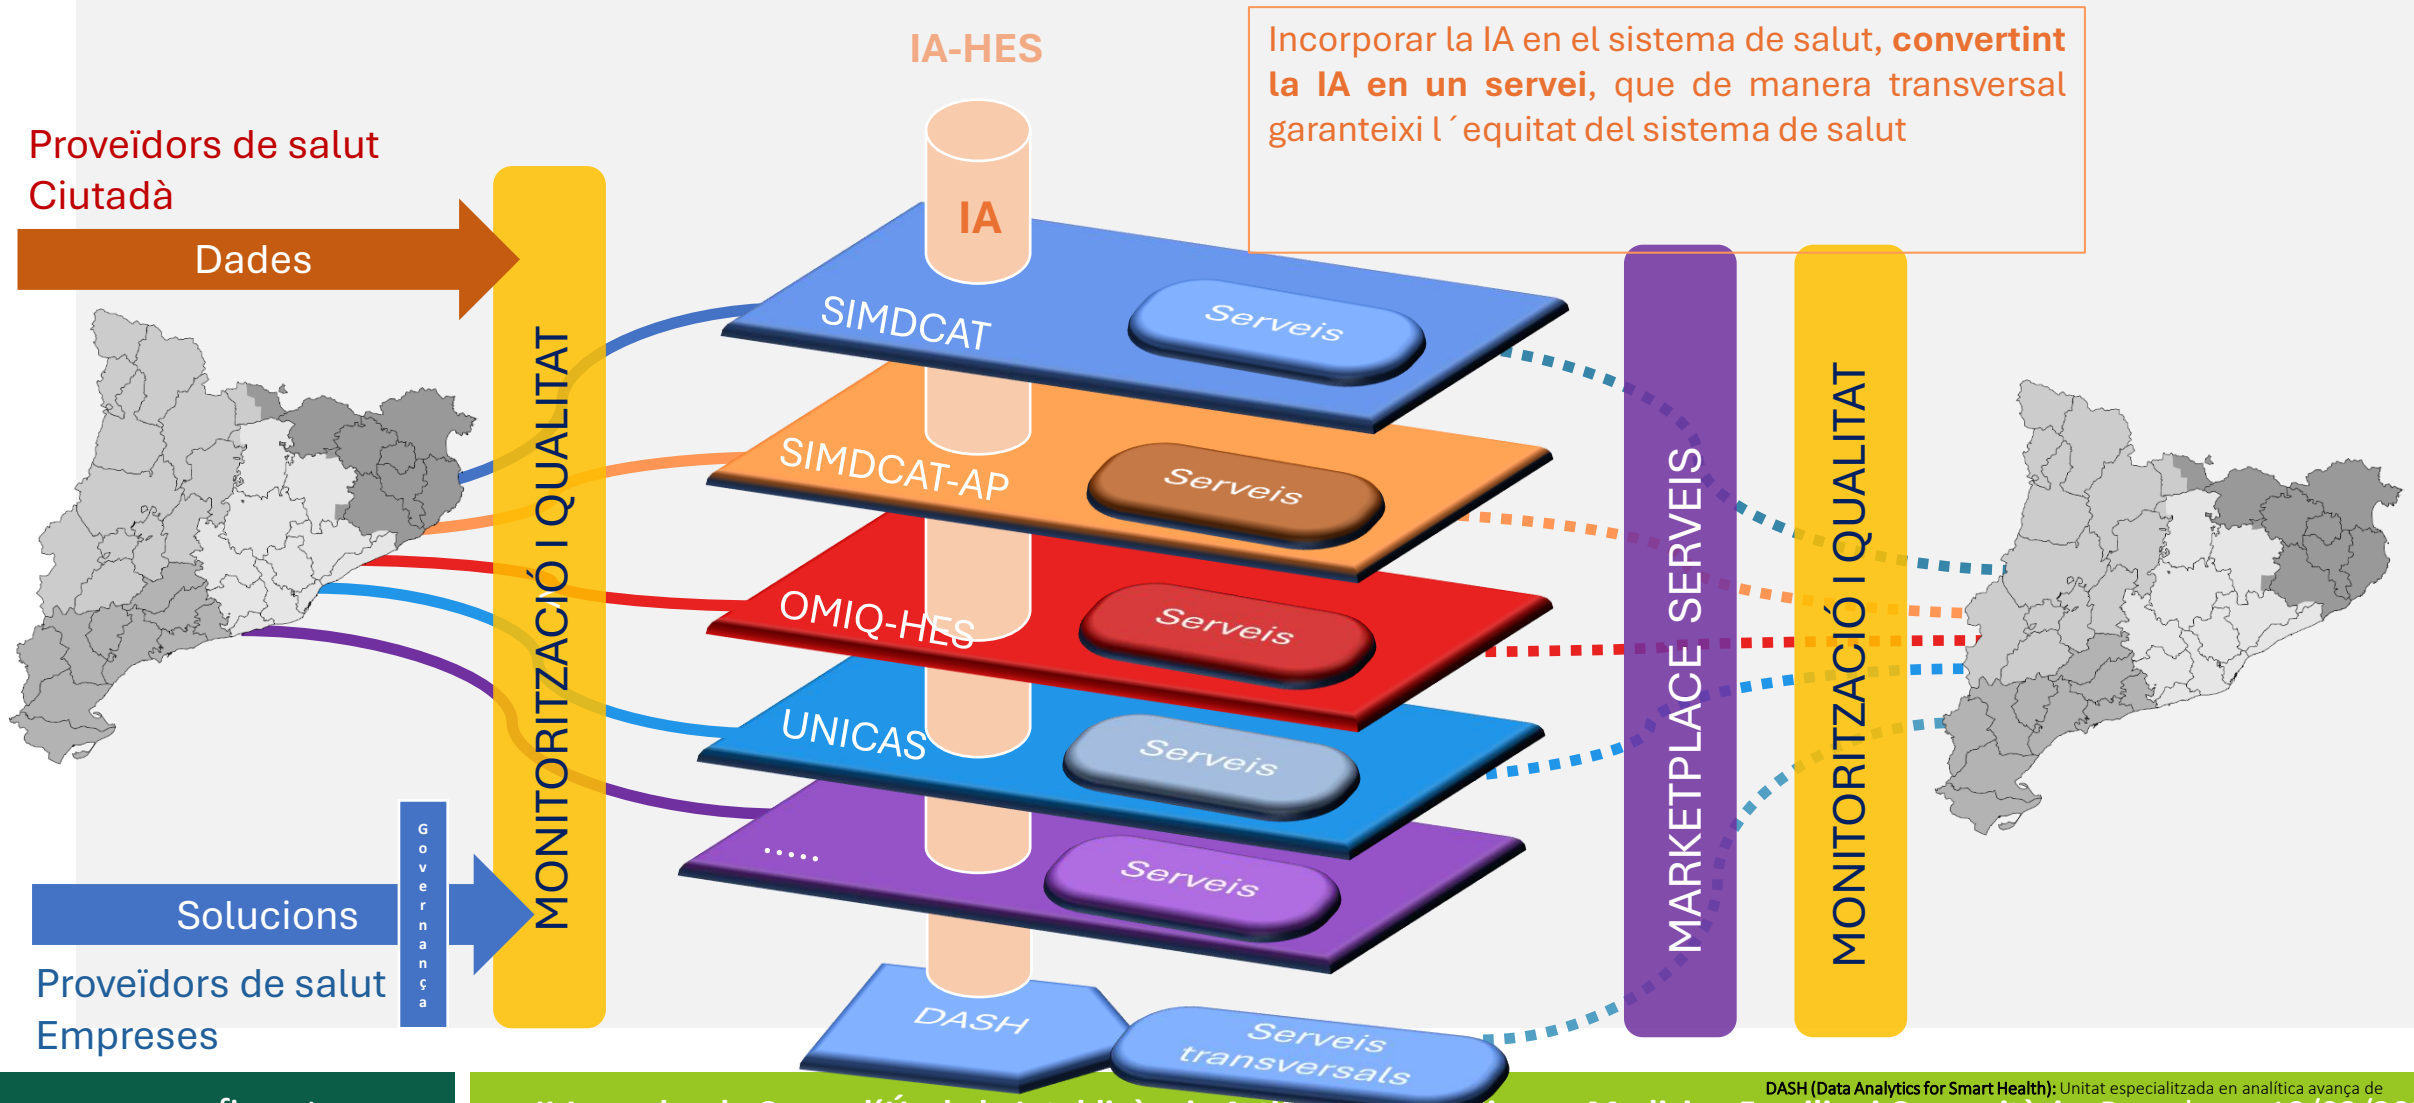 IA-HES
Incorporar la IA en el sistema de salut, convertint
la IA en un servei, que de manera transversal
garanteixi l´equitat del sistema de salut
Proveïdors de salut
Ciutadà
Dades
MONITORITZACIÓ I QUALITAT
IA
SIMDCAT
Serveis
SIMDCAT-AP
Serveis
OMIQ-HES
Serveis
UNICAS
Serveis
.....
Serveis
DASH
Serveis
transversals
MARKETPLACE SERVEIS
MONITORITZACIÓ I QUALITAT
Solucions
Governança
Proveïdors de salut
Empreses
DASH (Data Analytics for Smart Health): Unitat especialitzada en analítica avança de